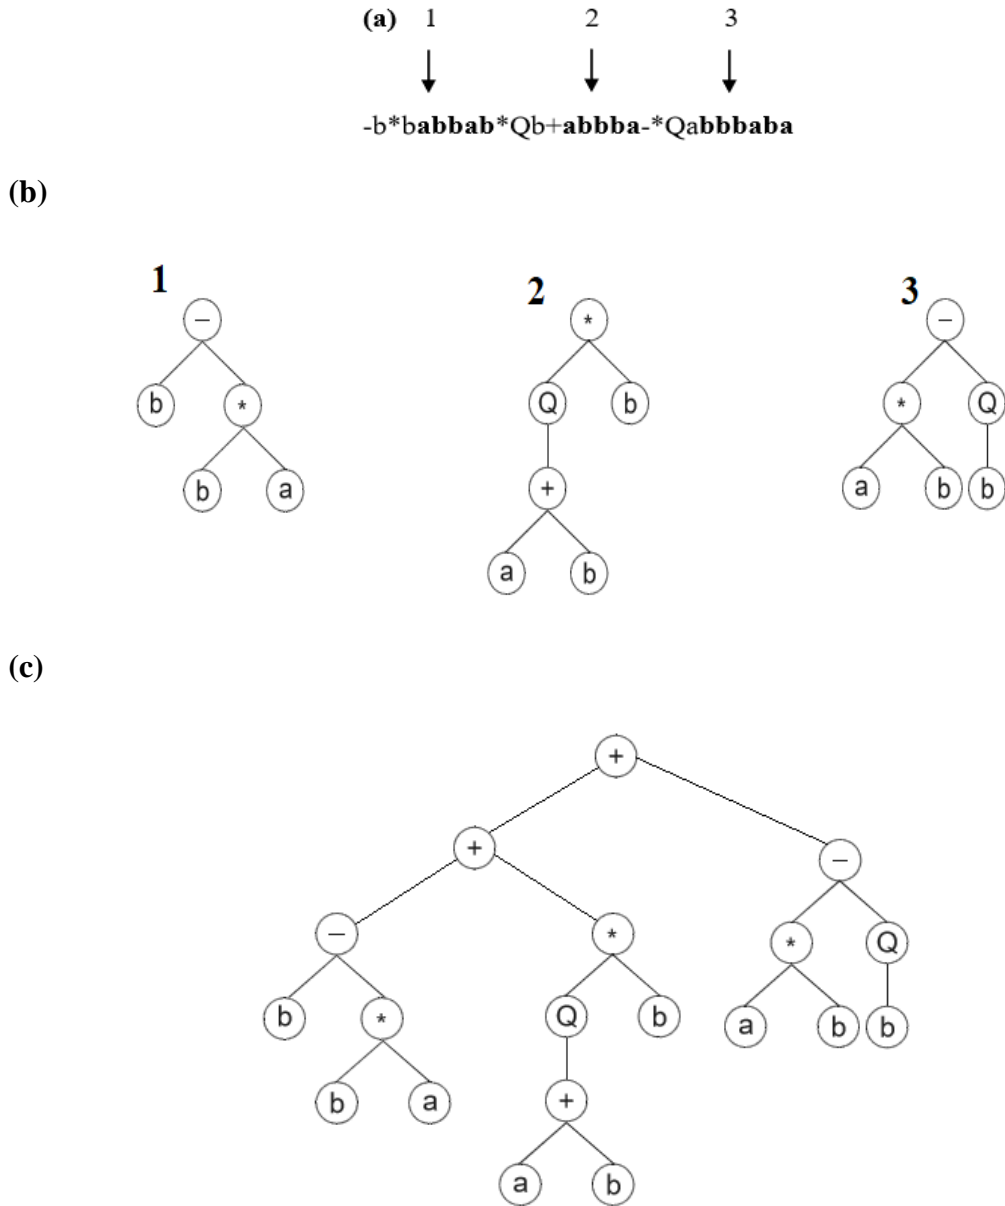 (a) 1 2 3
-b*babbab*Qb+abbba-*Qabbbaba
(b)
1 2 3
− * −
b * Q b * Q
b a + a b b
a b
(c)
+
+ −
− * * Q
b * Q b a b b
b a +
a b